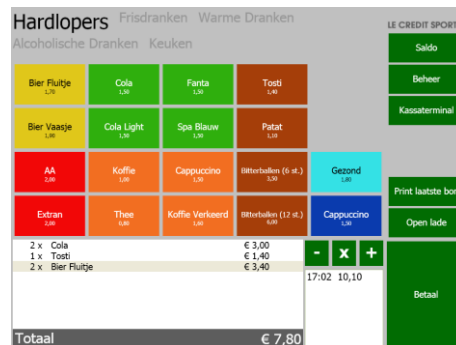 Hardlopers Frisdranken Warme Dranken
Alcoholische Dranken Keuken
LE CREDIT SPORT
Saldo
Beheer
Kassaterminal
Bier Fluitje
1,70
Cola
1,50
Fanta
1,50
Tosti
1,40
Bier Vaasje
Cola Light
1,50
Spa Blauw
1,50
Patat
1,10
AA
2,00
Koffie
1,00
Cappuccino
1,50
Bitterballen (6 st.)
3,50
Gezond
1,80
Extran
2,00
Thee
0,80
Koffie Verkeerd
1,60
Bitterballen (12 st.)
6,00
Cappuccino
1,50
Print laatste bon
Open lade
Betaal
2 x Cola € 3,00
1 x Tosti € 1,40
2 x Bier Fluitje € 3,40
- x +
17:02 10,10
Totaal € 7,80